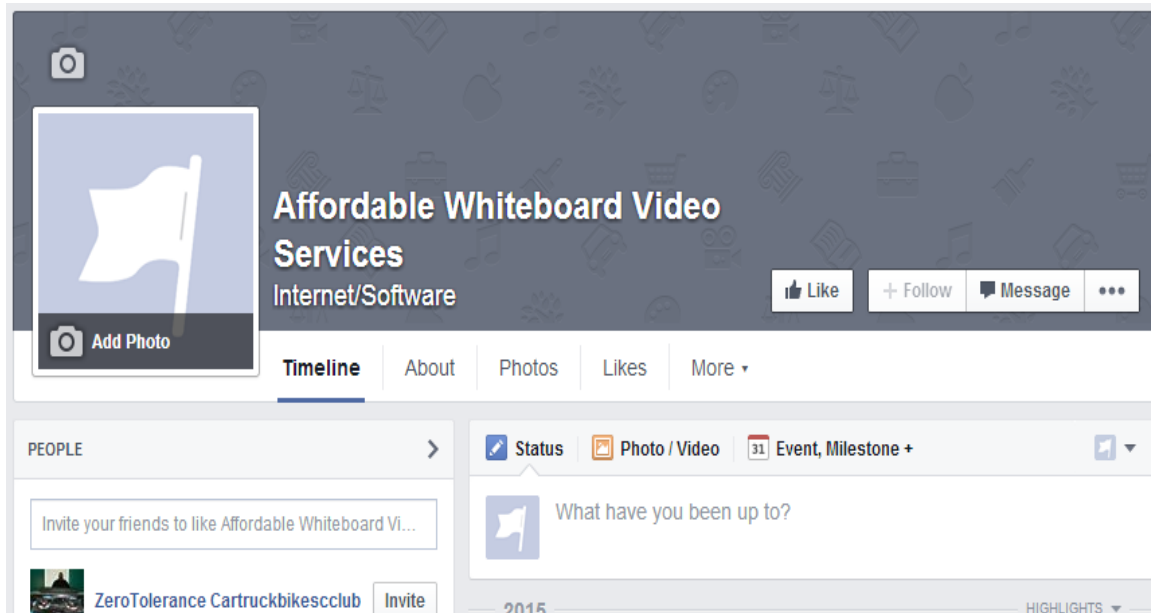 Affordable Whiteboard Video
Services
Internet/Software
Like
+ Follow
Message
Add Photo
Timeline
About
Photos
Likes
More
PEOPLE
Invite your friends to like Affordable Whiteboard Vi...
ZeroTolerance Cartruckbikescclub
Invite
Status
Photo / Video
31
Event, Milestone +
What have you been up to?
2015
HIGHLIGHTS